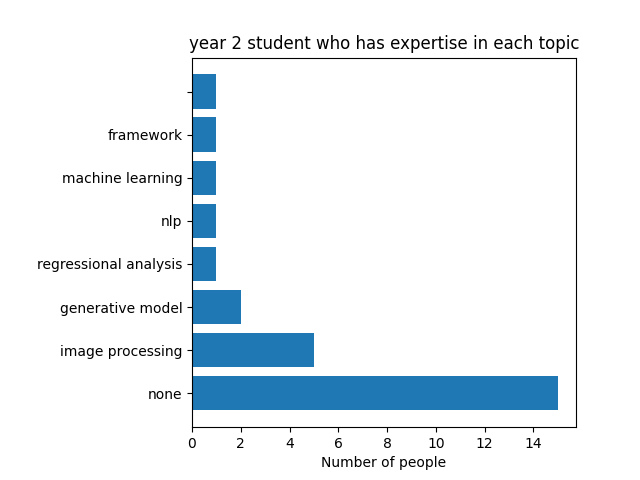 year 2 student who has expertise in each topic
framework
machine learning
nlp
regressional analysis
generative model
image processing
none
0 2 4 6 8 10 12 14
Number of people